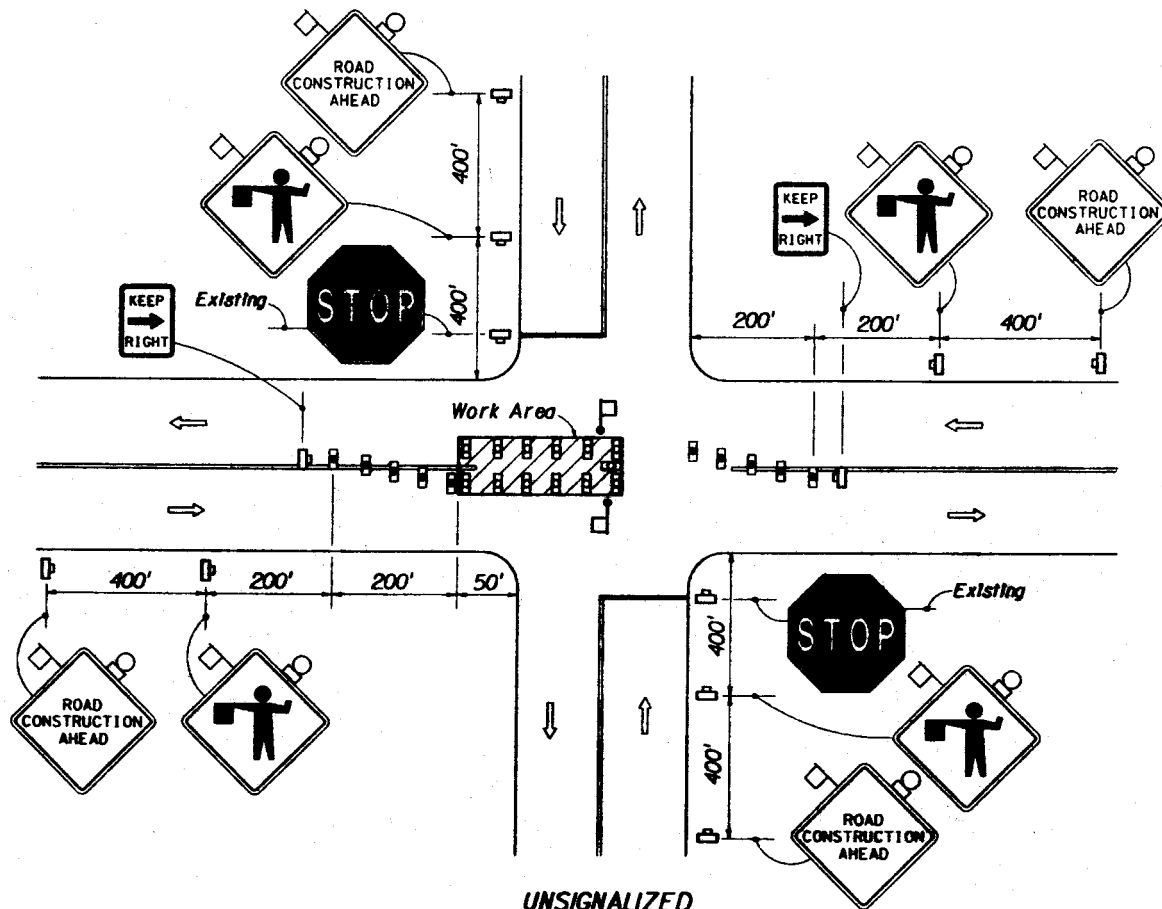 ROAD
CONSTRUCTION
AHEAD
400'
KEEP
RIGHT
ROAD
CONSTRUCTION
AHEAD
Existing
STOP
400'
KEEP
RIGHT
200'
200'
400'
Work Area
400'
200'
200'
50'
400'
STOP
Existing
ROAD
CONSTRUCTION
AHEAD
400'
ROAD
CONSTRUCTION
AHEAD
UNSIGNALIZED